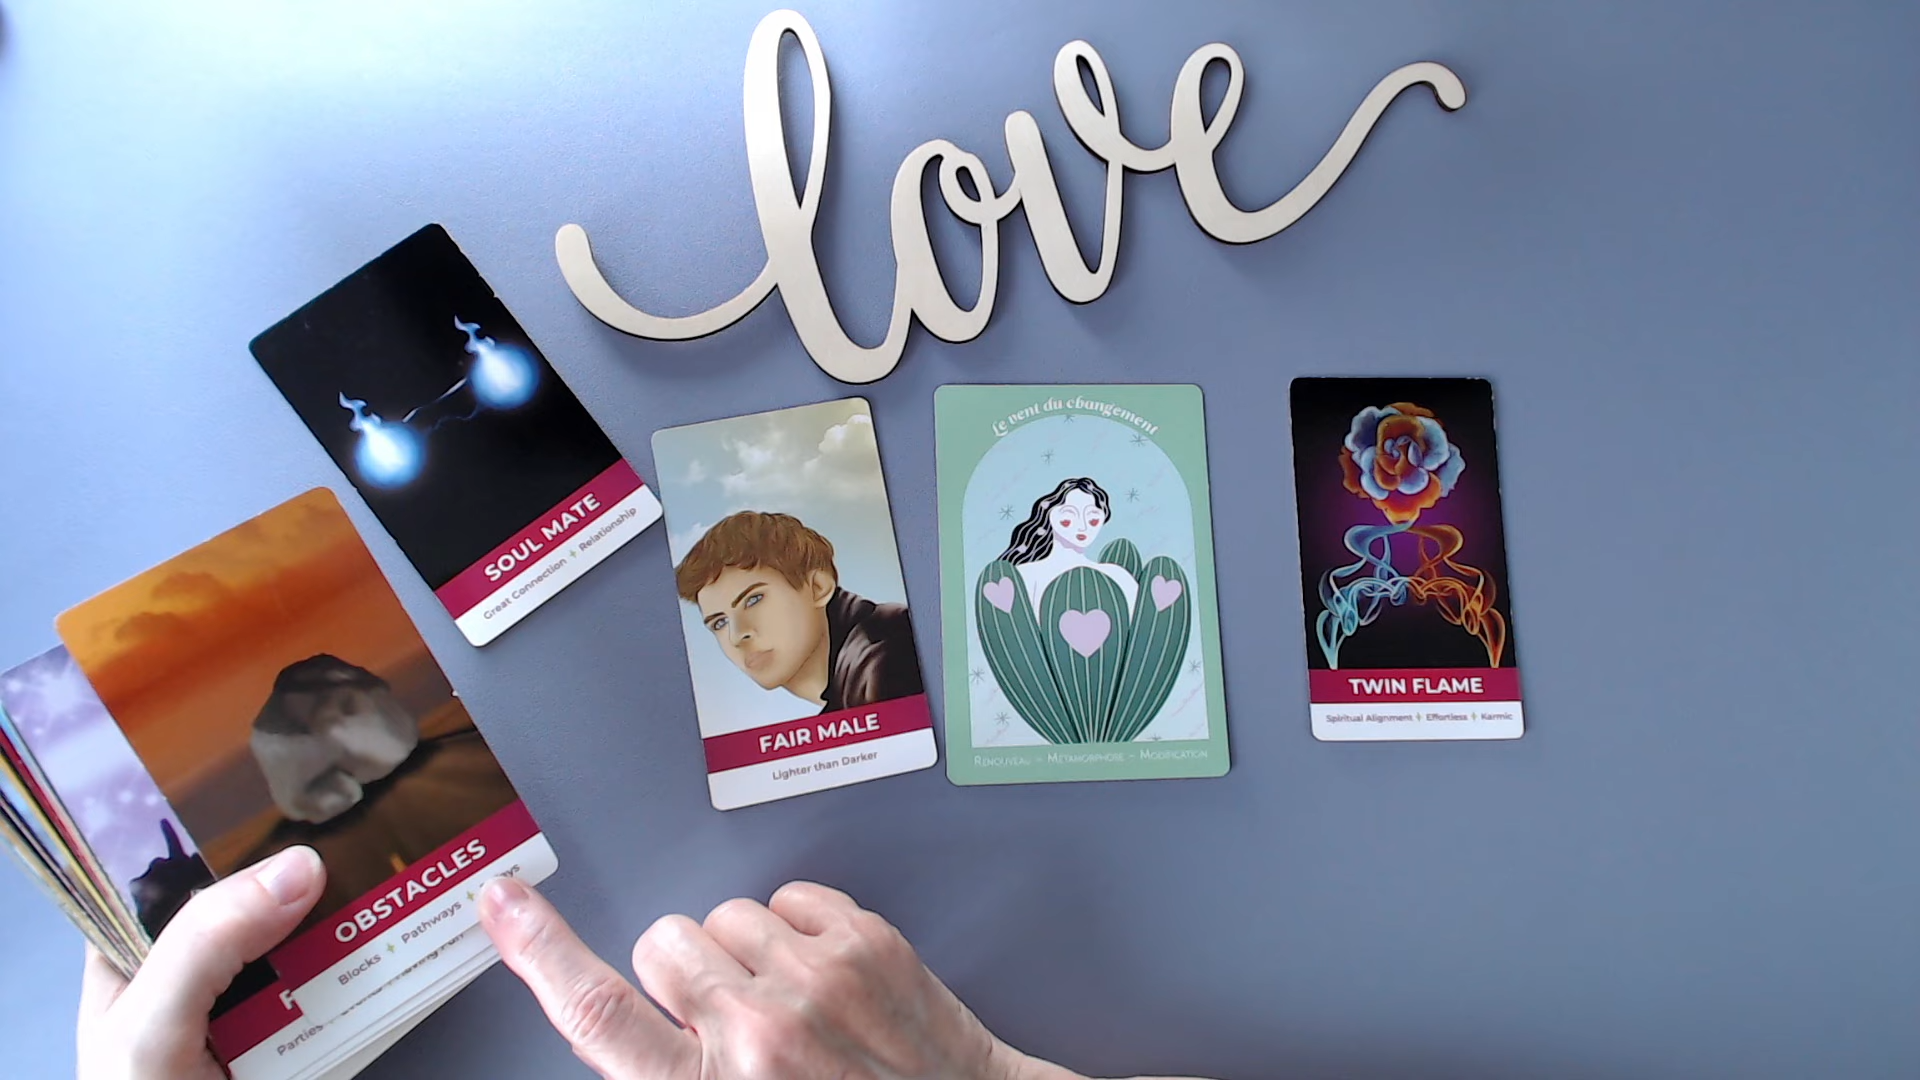 love
SOUL MATE
Great Connection + Relationship
FAIR MALE
Lighter than Darker
Le vent du changement
RENOUVEAU – MÉTAMORPHOSE – MODIFICATION
TWIN FLAME
Spiritual Alignment + Effortless + Karmic
OBSTACLES
Blocks + Pathways +
Parties